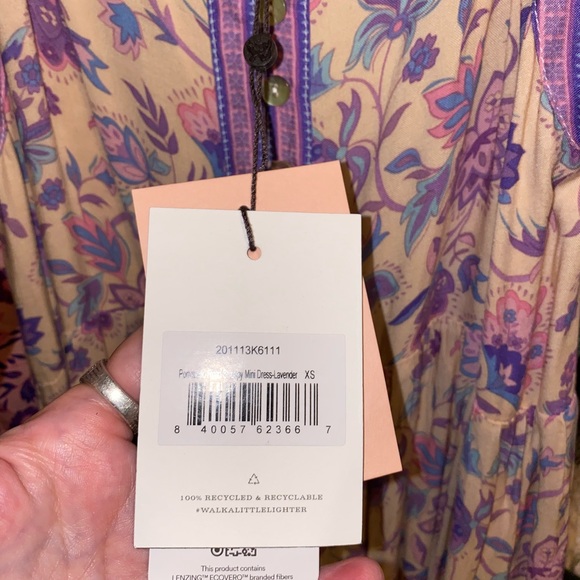 201113K6111
Mini Dress-Lavender XS
8 40057 62366 7
100% RECYCLED & RECYCLABLE
#WALKALITTLELIGHTER
This product contains
LENZING™ ECOVERO™ branded fibers